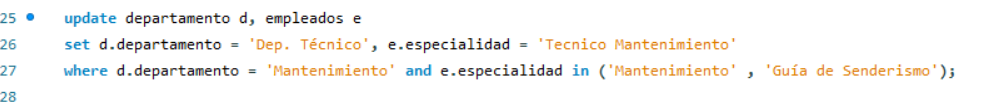 25 update departamento d, empleados e
26 set d.departamento = 'Dep. Técnico', e.especialidad = 'Tecnico Mantenimiento'
27 where d.departamento = 'Mantenimiento' and e.especialidad in ('Mantenimiento' , 'Guía de Senderismo');
28